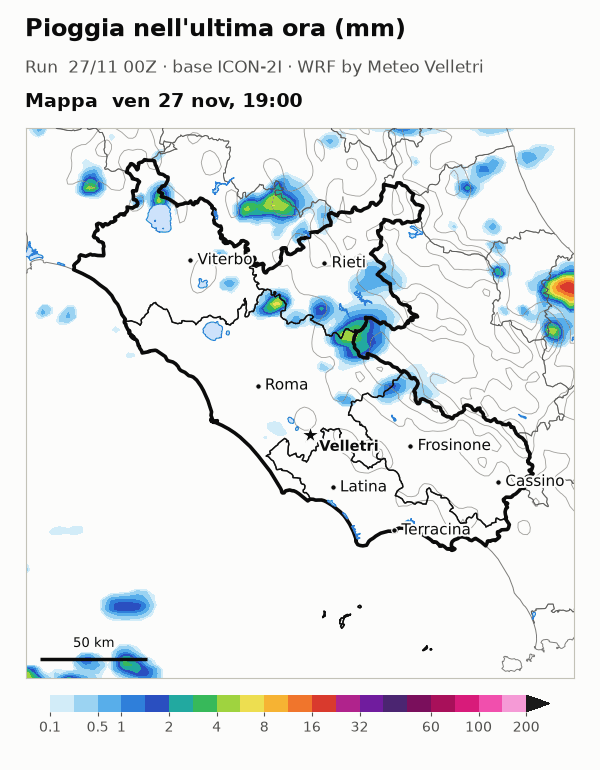 Pioggia nell'ultima ora (mm)
Run  27/11 00Z · base ICON-2I · WRF by Meteo Velletri
Mappa  ven 27 nov, 19:00
Viterbo
Rieti
Roma
Velletri
Frosinone
Latina
Cassino
Terracina
50 km
0.1 0.5 1 2 4 8 16 32 60 100 200